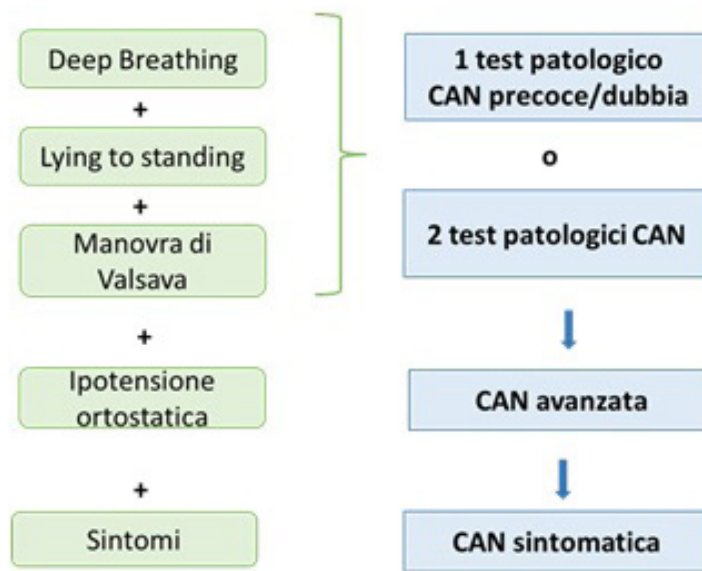 Deep Breathing
+
Lying to standing
+
Manovra di
Valsava
+
Ipotensione
ortostatica
+
Sintomi
1 test patologico
CAN precoce/dubbia
o
2 test patologici CAN
CAN avanzata
CAN sintomatica